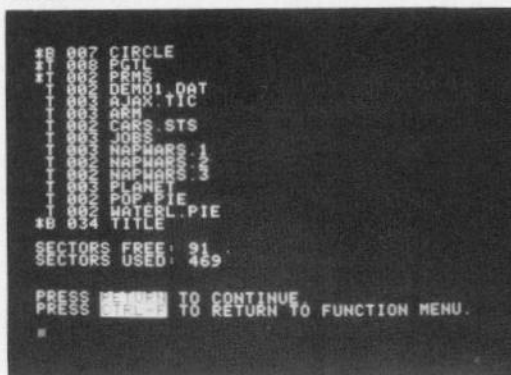 *B 007 CIRCLE
*T 008 PGTL
*T 002 PRMS
T 002 DEMO1.DAT
T 003 AJAX.TIC
T 003 ARM
T 002 CARS.STS
T 003 JOBS
T 003 NAPWARS.1
T 002 NAPWARS.2
T 002 NAPWARS.3
T 003 PLANET
T 002 POP.PIE
T 002 WATERL.PIE
*B 034 TITLE
SECTORS FREE: 91
SECTORS USED: 469
PRESS RETURN TO CONTINUE
PRESS CTRL-P TO RETURN TO FUNCTION MENU.